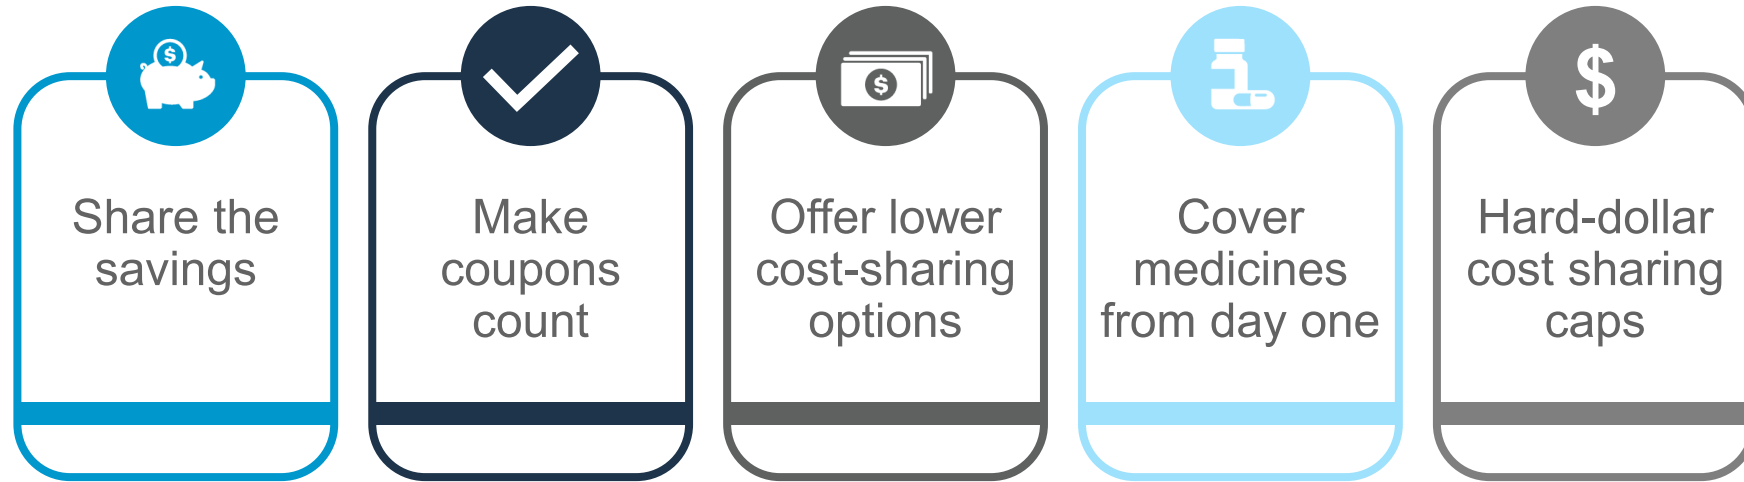 Share the
savings
Make
coupons
count
Offer lower
cost-sharing
options
Cover
medicines
from day one
Hard-dollar
cost sharing
caps
$
$
$